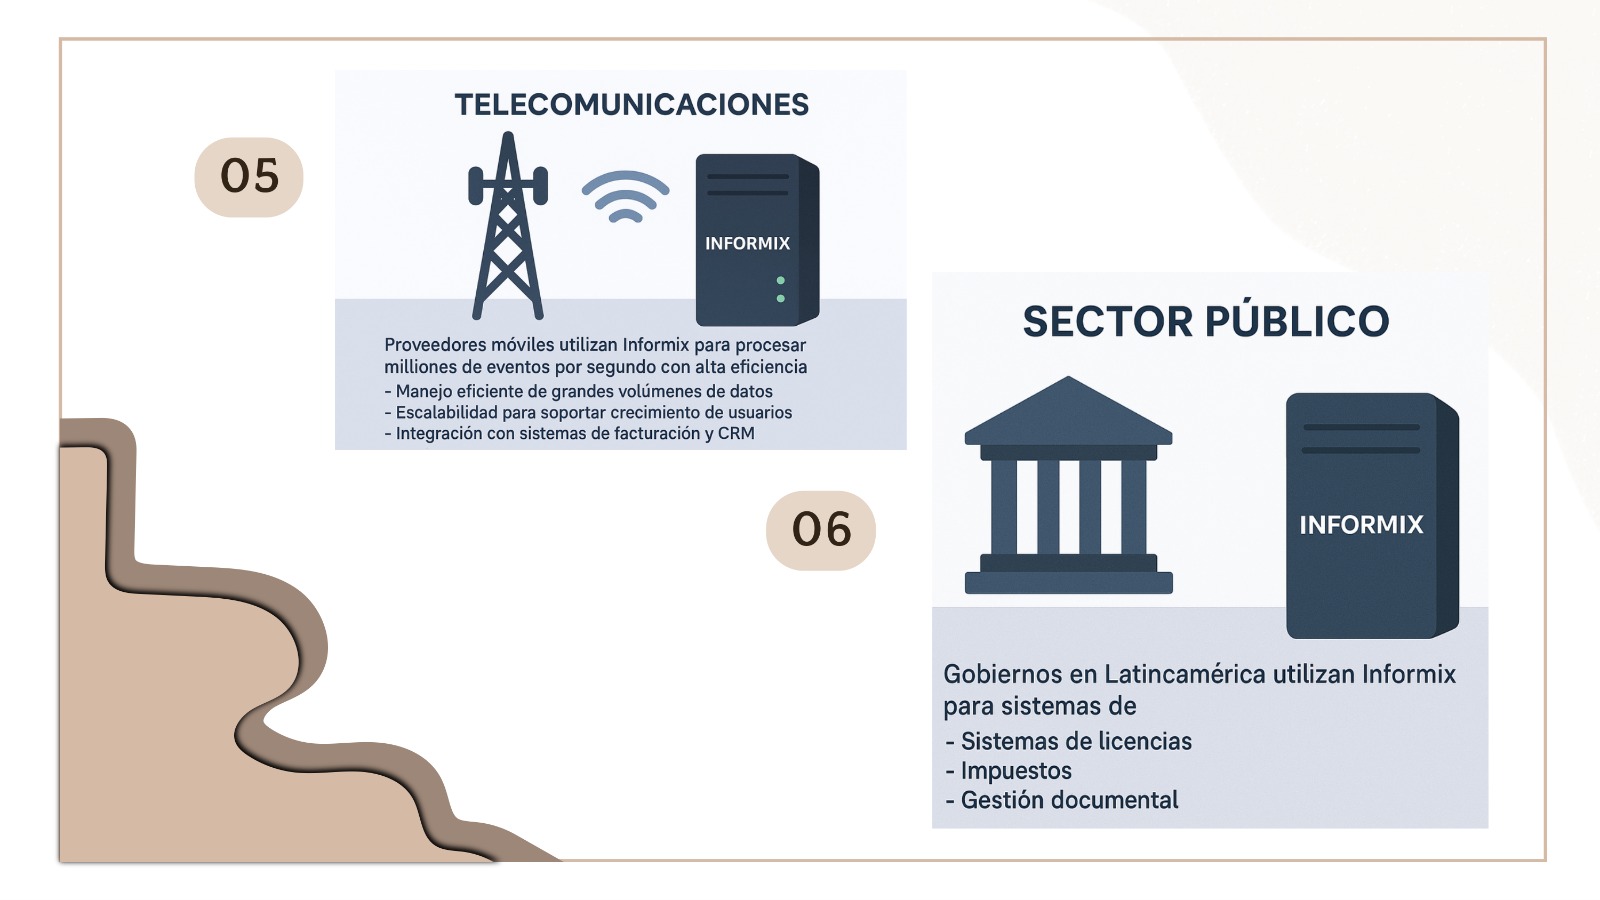 05
TELECOMUNICACIONES
INFORMIX
Proveedores móviles utilizan Informix para procesar
milliones de eventos por segundo con alta eficiencia
- Manejo eficiente de grandes volúmenes de datos
- Escalabilidad para soportar crecimiento de usuarios
- Integración con sistemas de facturación y CRM
06
SECTOR PÚBLICO
INFORMIX
Gobiernos en Latincamérica utilizan Informix
para sistemas de
- Sistemas de licencias
- Impuestos
- Gestión documental